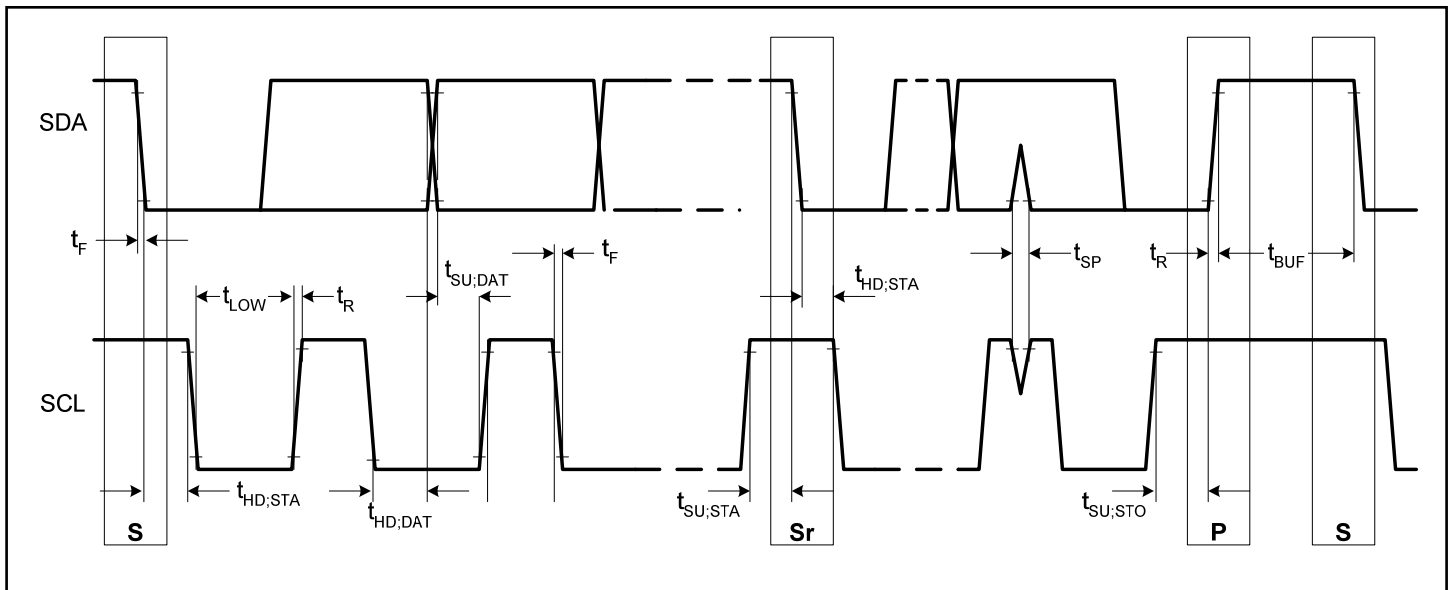 SDA
t_F
t_LOW
t_R
t_SU;DAT
t_F
t_HD;STA
t_SP
t_R
t_BUF
SCL
t_HD;STA
t_HD;DAT
t_SU;STA
t_SU;STO
S
Sr
P
S